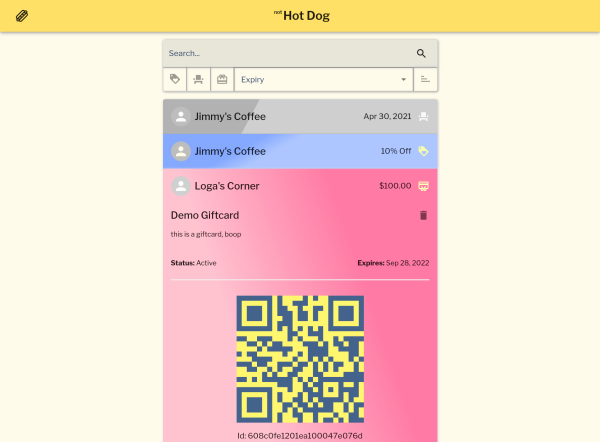 not Hot Dog
Search...
Expiry
Jimmy's Coffee Apr 30, 2021
Jimmy's Coffee 10% Off
Loga's Corner $100.00
Demo Giftcard
this is a giftcard, boop
Status: Active Expires: Sep 28, 2022
Id: 608c0fe1201ea100047e076d